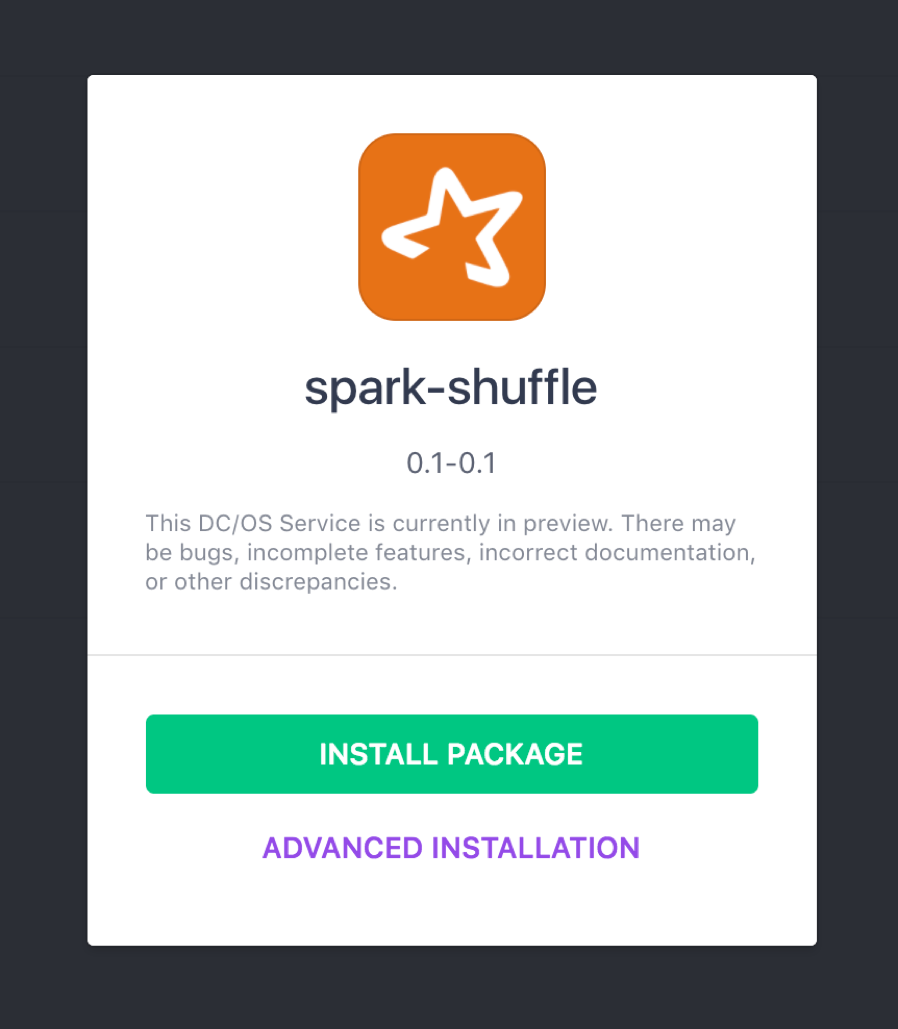 spark-shuffle
0.1-0.1
This DC/OS Service is currently in preview. There may
be bugs, incomplete features, incorrect documentation,
or other discrepancies.
INSTALL PACKAGE
ADVANCED INSTALLATION